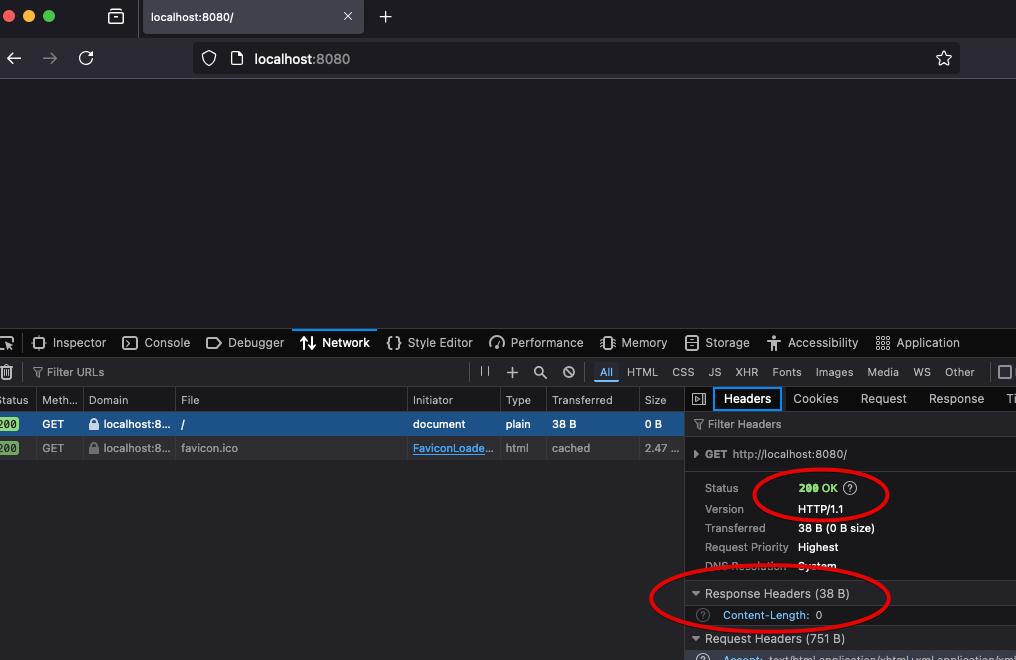 localhost:8080/
localhost:8080
Inspector Console Debugger Network Style Editor Performance Memory Storage Accessibility Application
Filter URLs All HTML CSS JS XHR Fonts Images Media WS Other
Status Meth... Domain File Initiator Type Transferred Size
200 GET localhost:8... / document plain 38 B 0 B
200 GET localhost:8... favicon.ico FaviconLoade... html cached 2.47 ...
Headers Cookies Request Response Ti
Filter Headers
GET http://localhost:8080/
Status 200 OK
Version HTTP/1.1
Transferred 38 B (0 B size)
Request Priority Highest
DNS Resolution System
Response Headers (38 B)
Content-Length: 0
Request Headers (751 B)
Accept: text/html,application/xhtml+xml,application/xml